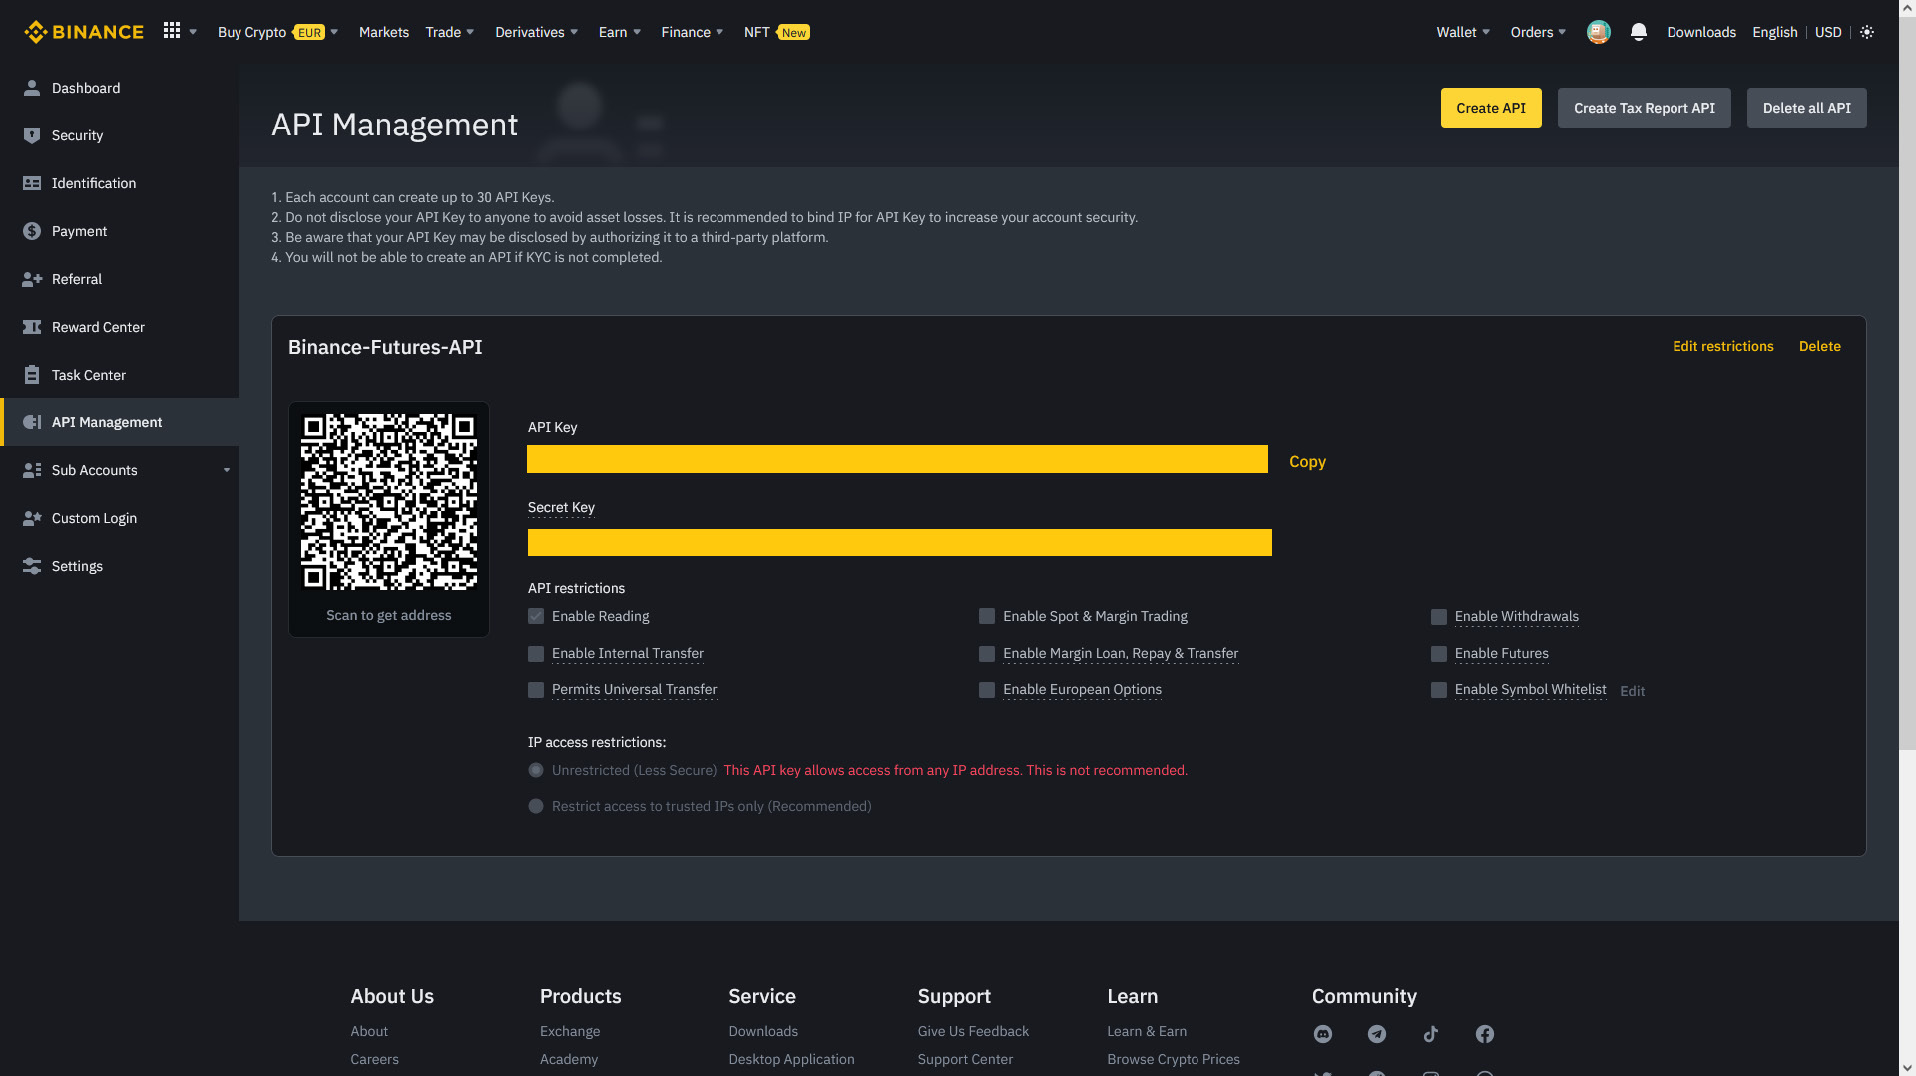 BINANCE
Buy Crypto EUR
Markets
Trade
Derivatives
Earn
Finance
NFT New
Wallet
Orders
Downloads
English
USD
Dashboard
Security
Identification
Payment
Referral
Reward Center
Task Center
API Management
Sub Accounts
Custom Login
Settings
API Management
Create API
Create Tax Report API
Delete all API
1. Each account can create up to 30 API Keys.
2. Do not disclose your API Key to anyone to avoid asset losses. It is recommended to bind IP for API Key to increase your account security.
3. Be aware that your API Key may be disclosed by authorizing it to a third-party platform.
4. You will not be able to create an API if KYC is not completed.
Binance-Futures-API
Edit restrictions
Delete
Scan to get address
API Key
Copy
Secret Key
API restrictions
Enable Reading
Enable Spot & Margin Trading
Enable Withdrawals
Enable Internal Transfer
Enable Margin Loan, Repay & Transfer
Enable Futures
Permits Universal Transfer
Enable European Options
Enable Symbol Whitelist
Edit
IP access restrictions:
Unrestricted (Less Secure) This API key allows access from any IP address. This is not recommended.
Restrict access to trusted IPs only (Recommended)
About Us
About
Careers
Products
Exchange
Academy
Service
Downloads
Desktop Application
Support
Give Us Feedback
Support Center
Learn
Learn & Earn
Browse Crypto Prices
Community